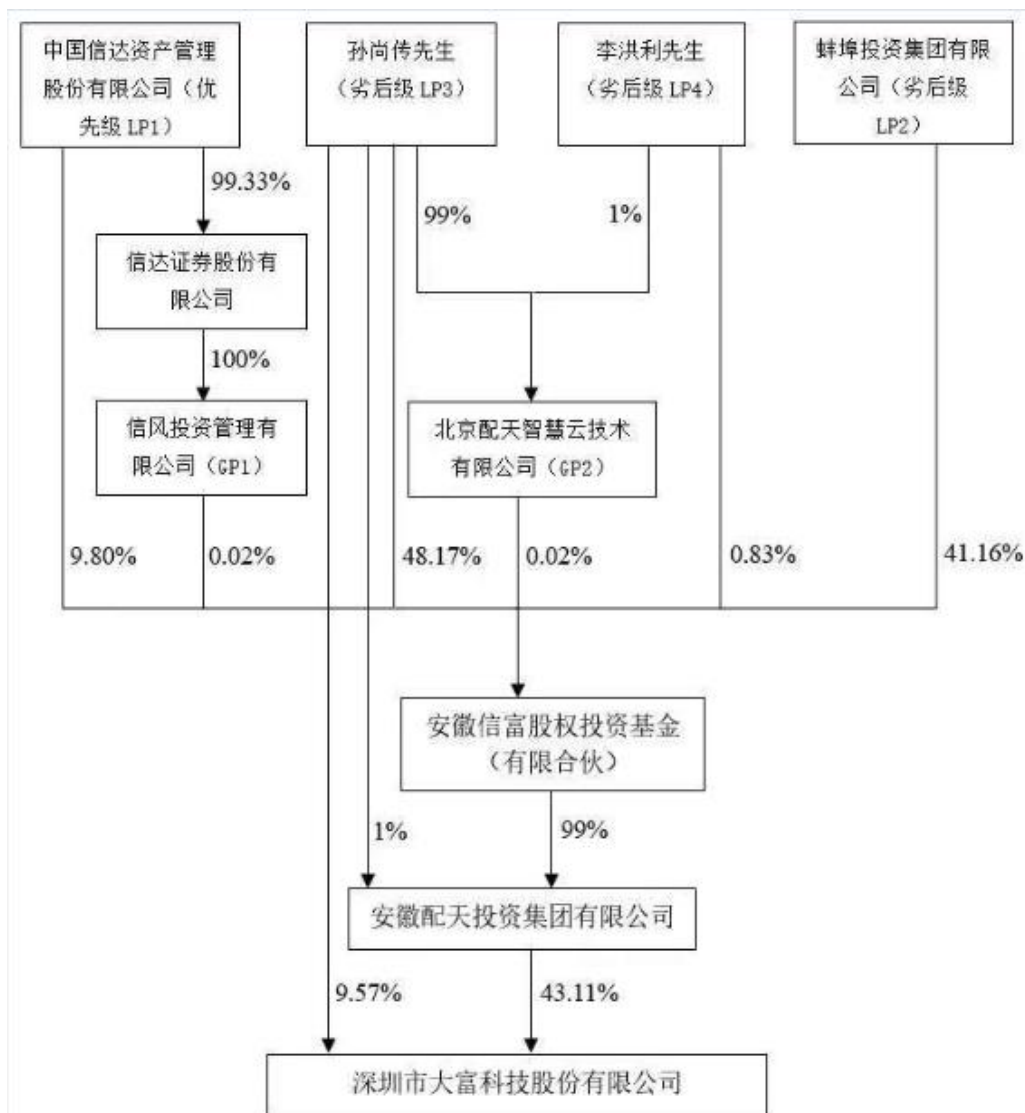 中国信达资产管理
股份有限公司（优
先级 LP1）
孙尚传先生
（劣后级 LP3）
李洪利先生
（劣后级 LP4）
蚌埠投资集团有限
公司（劣后级
LP2）
99.33%
99%
1%
信达证券股份有
限公司
100%
信风投资管理有
限公司（GP1）
北京配天智慧云技术
有限公司（GP2）
9.80%
0.02%
48.17%
0.02%
0.83%
41.16%
安徽信富股权投资基金
（有限合伙）
1%
99%
安徽配天投资集团有限公司
9.57%
43.11%
深圳市大富科技股份有限公司